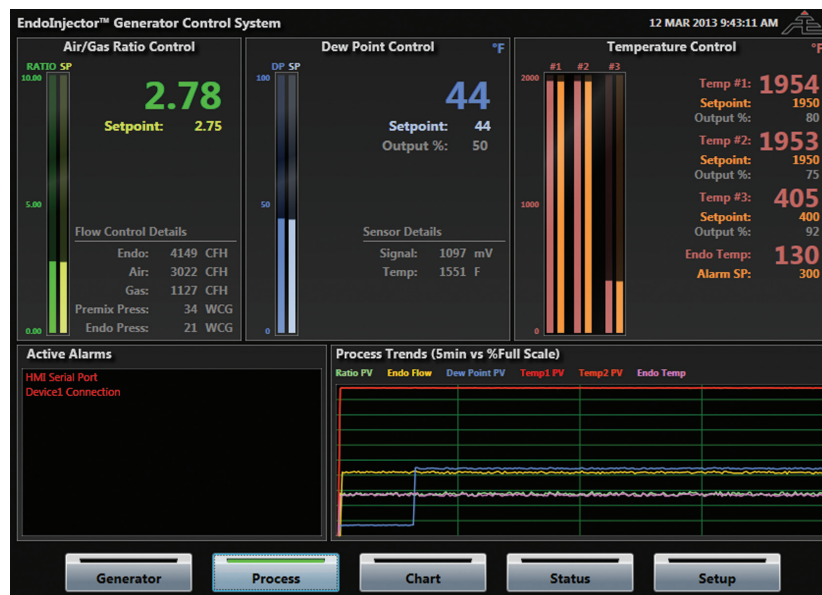 EndoInjector™ Generator Control System
12 MAR 2013 9:43:11 AM
Air/Gas Ratio Control
RATIO SP
10.00
5.00
0.00
2.78
Setpoint: 2.75
Flow Control Details
Endo: 4149 CFH
Air: 3022 CFH
Gas: 1127 CFH
Premix Press: 34 WCG
Endo Press: 21 WCG
Dew Point Control °F
DP SP
100
50
0
44
Setpoint: 44
Output %: 50
Sensor Details
Signal: 1097 mV
Temp: 1551 F
Temperature Control °F
#1 #2 #3
2000
1000
0
Temp #1: 1954
Setpoint: 1950
Output %: 80
Temp #2: 1953
Setpoint: 1950
Output %: 75
Temp #3: 405
Setpoint: 400
Output %: 92
Endo Temp: 130
Alarm SP: 300
Active Alarms
HMI Serial Port
Device1 Connection
Process Trends (5min vs %Full Scale)
Ratio PV Endo Flow Dew Point PV Temp1 PV Temp2 PV Endo Temp
Generator
Process
Chart
Status
Setup